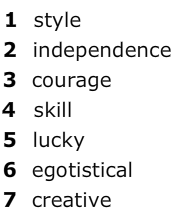 1 style
2 independence
3 courage
4 skill
5 lucky
6 egotistical
7 creative